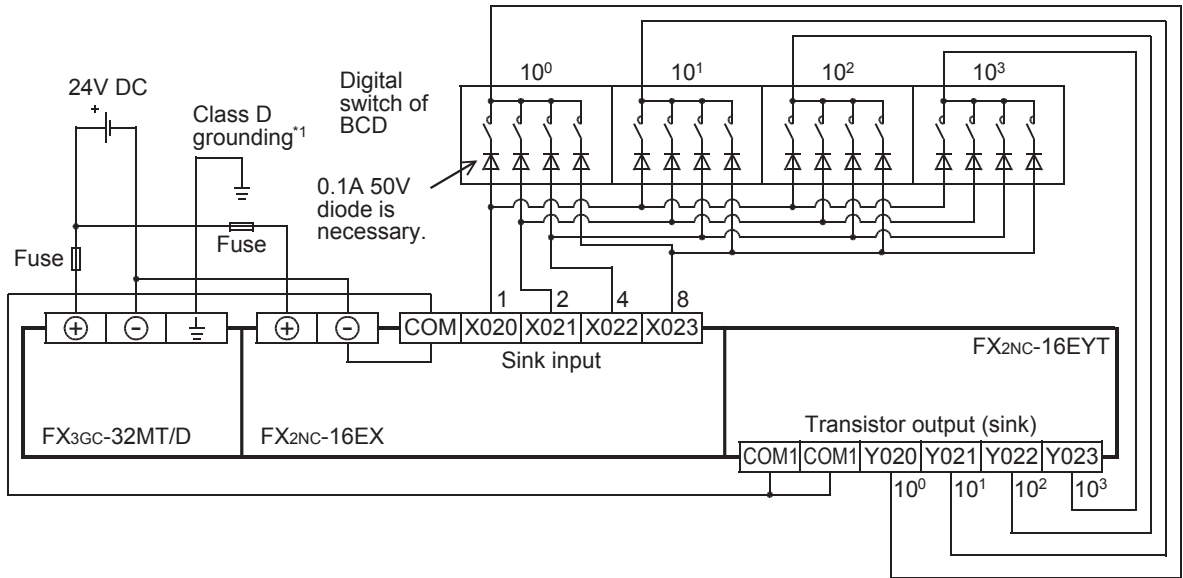 24V DC
+
Class D
grounding*1
Digital
switch of
BCD
10⁰ 10¹ 10² 10³
0.1A 50V
diode is
necessary.
Fuse
Fuse
1 2 4 8
+ - + - COM X020 X021 X022 X023
Sink input
FX2NC-16EYT
FX3GC-32MT/D
FX2NC-16EX
Transistor output (sink)
COM1 COM1 Y020 Y021 Y022 Y023
10⁰ 10¹ 10² 10³